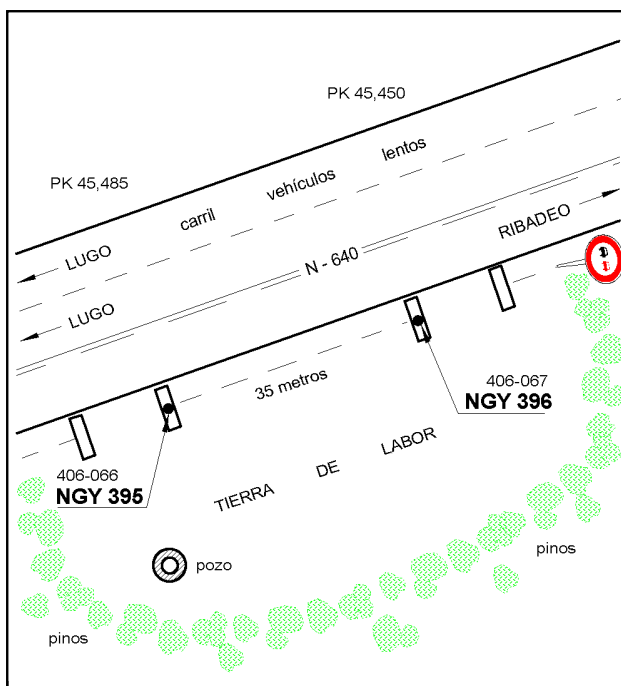 PK 45,450
PK 45,485
carril vehículos lentos
LUGO
RIBADEO
N - 640
LUGO
35 metros
406-067
NGY 396
406-066
NGY 395
TIERRA DE LABOR
pozo
pinos
pinos